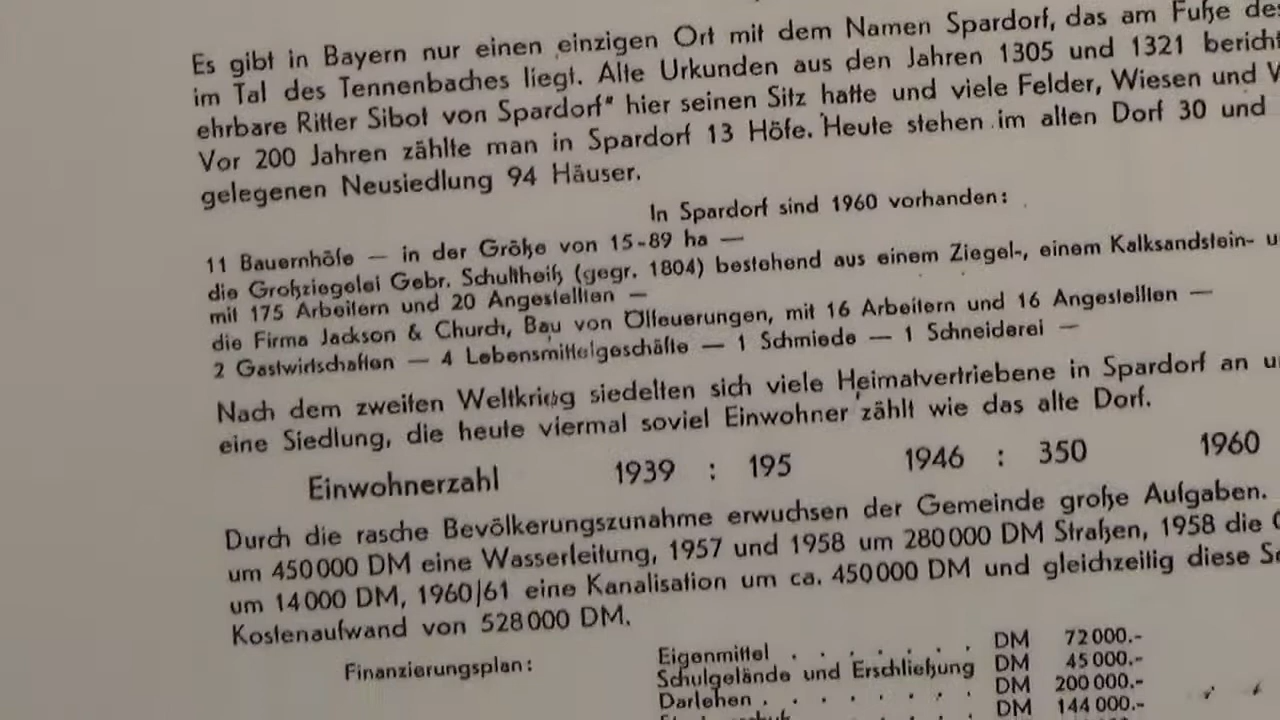 Es gibt in Bayern nur einen einzigen Ort mit dem Namen Spardorf, das am Fuße des
im Tal des Tennenbaches liegt. Alte Urkunden aus den Jahren 1305 und 1321 bericht
ehrbare Ritter Sibot von Spardorf" hier seinen Sitz hatte und viele Felder, Wiesen und
Vor 200 Jahren zählte man in Spardorf 13 Höfe. Heute stehen im alten Dorf 30 und
gelegenen Neusiedlung 94 Häuser.
In Spardorf sind 1960 vorhanden:
11 Bauernhöfe — in der Größe von 15-89 ha —
die Großziegelei Gebr. Schultheiß (gegr. 1804) bestehend aus einem Ziegel-, einem Kalksandstein- u
mit 175 Arbeitern und 20 Angestellten —
die Firma Jackson & Church, Bau von Ölfeuerungen, mit 16 Arbeitern und 16 Angestellten —
2 Gastwirtschaften — 4 Lebensmittelgeschäfte — 1 Schmiede — 1 Schneiderei —
Nach dem zweiten Weltkrieg siedelten sich viele Heimatvertriebene in Spardorf an u
eine Siedlung, die heute viermal soviel Einwohner zählt wie das alte Dorf.
Einwohnerzahl 1939 : 195 1946 : 350 1960
Durch die rasche Bevölkerungszunahme erwuchsen der Gemeinde große Aufgaben.
um 450000 DM eine Wasserleitung, 1957 und 1958 um 280000 DM Straßen, 1958 die
um 14000 DM, 1960/61 eine Kanalisation um ca. 450000 DM und gleichzeitig diese S
Kostenaufwand von 528000 DM.
Finanzierungsplan:
Eigenmittel . . . . . . . DM 72000.-
Schulgelände und Erschließung DM 45000.-
Darlehen . . . . . . . DM 200000.-
DM 144000.-